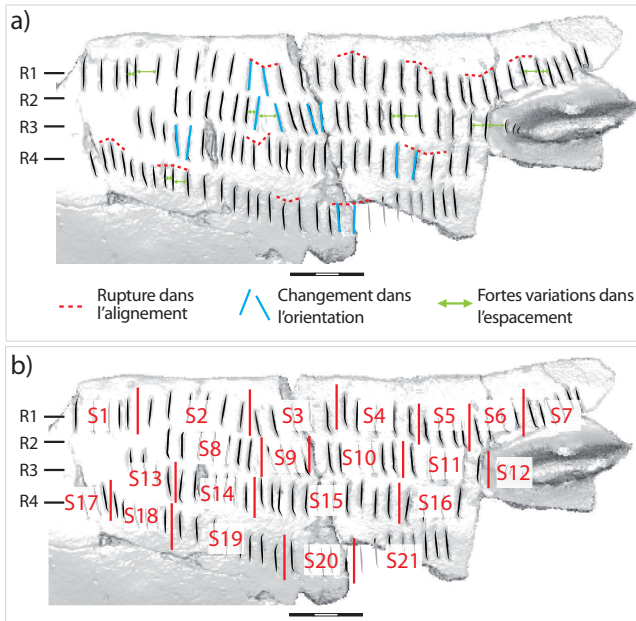 a)
R1
R2
R3
R4
Rupture dans
l'alignement
Changement dans
l'orientation
Fortes variations dans
l'espacement
b)
R1
R2
R3
R4
S1 S2 S3 S4 S5 S6 S7
S8 S9 S10 S11 S12
S13 S14 S15 S16
S17 S18 S19 S20 S21